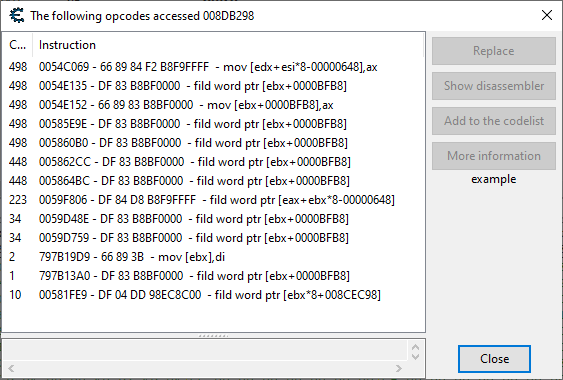 The following opcodes accessed 008DB298
C... Instruction
498 0054C069 - 66 89 84 F2 B8F9FFFF - mov [edx+esi*8-00000648],ax
498 0054E135 - DF 83 B8BF0000 - fild word ptr [ebx+0000BFB8]
498 0054E152 - 66 89 83 B8BF0000 - mov [ebx+0000BFB8],ax
498 00585E9E - DF 83 B8BF0000 - fild word ptr [ebx+0000BFB8]
498 005860B0 - DF 83 B8BF0000 - fild word ptr [ebx+0000BFB8]
448 005862CC - DF 83 B8BF0000 - fild word ptr [ebx+0000BFB8]
448 005864BC - DF 83 B8BF0000 - fild word ptr [ebx+0000BFB8]
223 0059F806 - DF 84 D8 B8F9FFFF - fild word ptr [eax+ebx*8-00000648]
34 0059D48E - DF 83 B8BF0000 - fild word ptr [ebx+0000BFB8]
34 0059D759 - DF 83 B8BF0000 - fild word ptr [ebx+0000BFB8]
2 797B19D9 - 66 89 3B - mov [ebx],di
1 797B13A0 - DF 83 B8BF0000 - fild word ptr [ebx+0000BFB8]
10 00581FE9 - DF 04 DD 98EC8C00 - fild word ptr [ebx*8+008CEC98]
Replace
Show disassembler
Add to the codelist
More information
example
Close